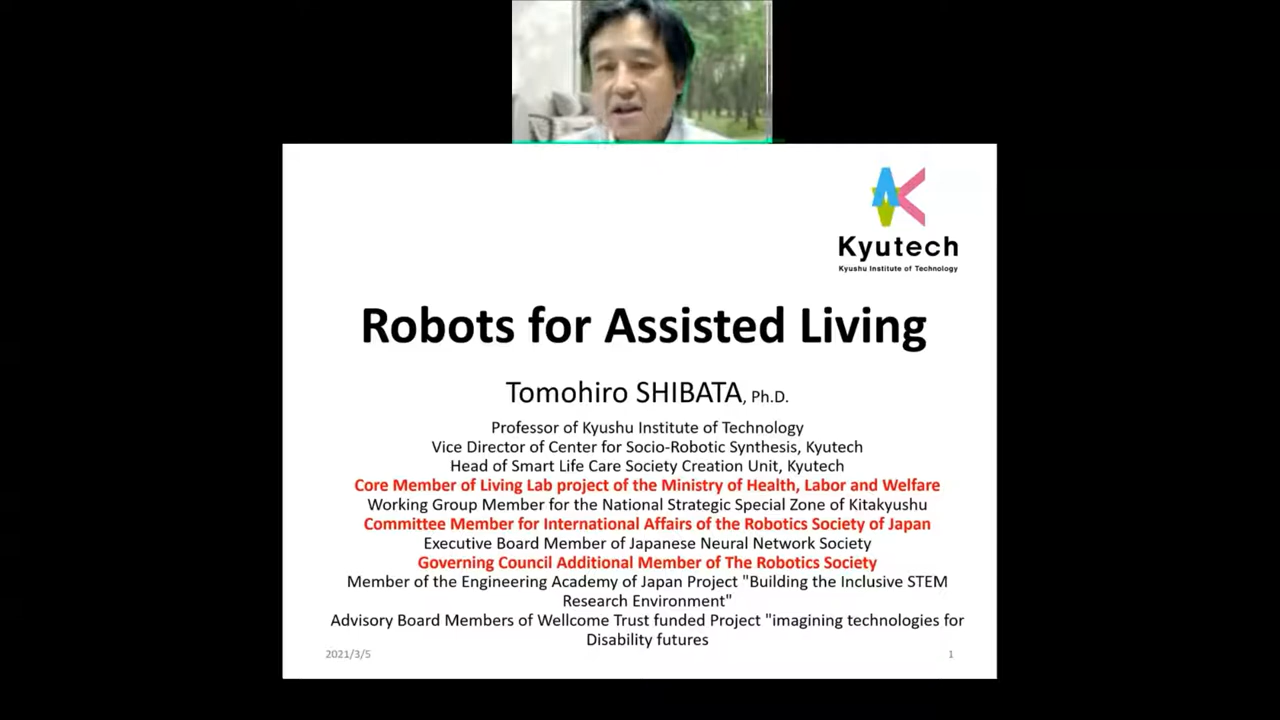 Kyutech
Kyushu Institute of Technology
Robots for Assisted Living
Tomohiro SHIBATA, Ph.D.
Professor of Kyushu Institute of Technology
Vice Director of Center for Socio-Robotic Synthesis, Kyutech
Head of Smart Life Care Society Creation Unit, Kyutech
Core Member of Living Lab project of the Ministry of Health, Labor and Welfare
Working Group Member for the National Strategic Special Zone of Kitakyushu
Committee Member for International Affairs of the Robotics Society of Japan
Executive Board Member of Japanese Neural Network Society
Governing Council Additional Member of The Robotics Society
Member of the Engineering Academy of Japan Project "Building the Inclusive STEM
Research Environment"
Advisory Board Members of Wellcome Trust funded Project "imagining technologies for
Disability futures
2021/3/5
1